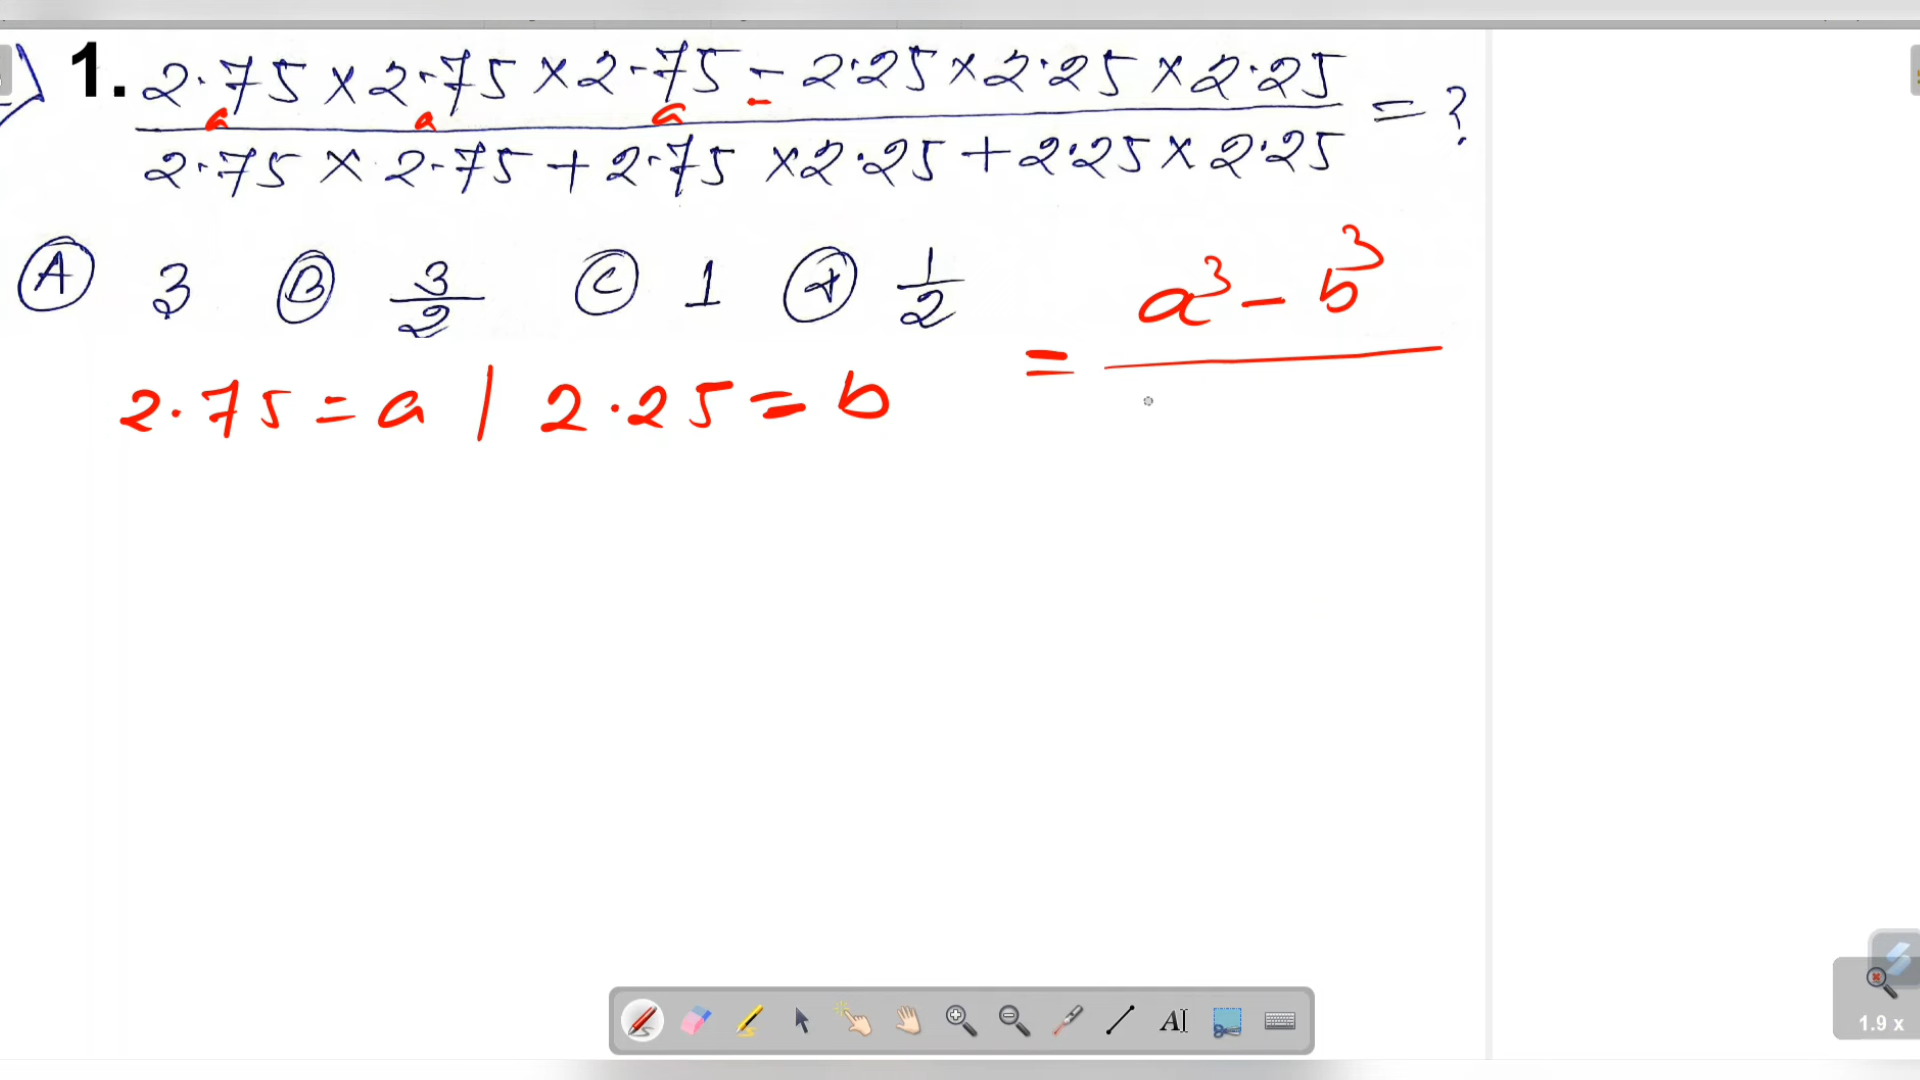 1. 2.75 × 2.75 × 2.75 - 2.25 × 2.25 × 2.25
a a a -
= ?
2.75 × 2.75 + 2.75 × 2.25 + 2.25 × 2.25
A 3 B 3/2 C 1 D 1/2
= a³ - b³
2.75 = a | 2.25 = b
AI
1.9 x